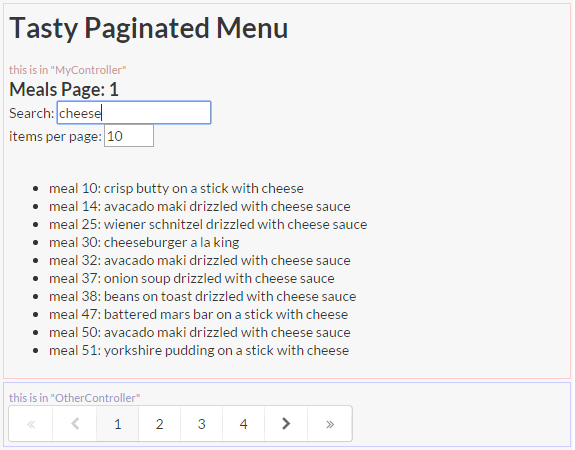 Tasty Paginated Menu
this is in "MyController"
Meals Page: 1
Search: cheese
items per page: 10
• meal 10: crisp butty on a stick with cheese
• meal 14: avacado maki drizzled with cheese sauce
• meal 25: wiener schnitzel drizzled with cheese sauce
• meal 30: cheeseburger a la king
• meal 32: avacado maki drizzled with cheese sauce
• meal 37: onion soup drizzled with cheese sauce
• meal 38: beans on toast drizzled with cheese sauce
• meal 47: battered mars bar on a stick with cheese
• meal 50: avacado maki drizzled with cheese sauce
• meal 51: yorkshire pudding on a stick with cheese
this is in "OtherController"
« ‹ 1 2 3 4 › »